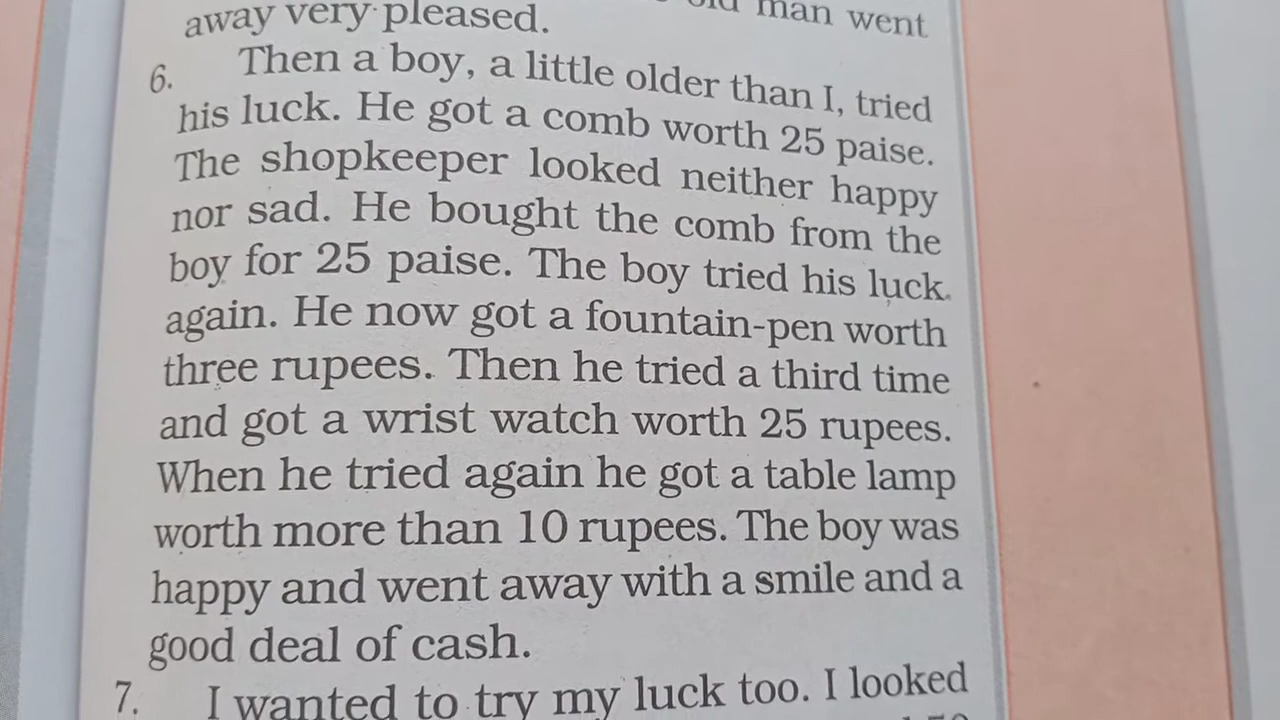 old man went
away very pleased.
6. Then a boy, a little older than I, tried
his luck. He got a comb worth 25 paise.
The shopkeeper looked neither happy
nor sad. He bought the comb from the
boy for 25 paise. The boy tried his luck
again. He now got a fountain-pen worth
three rupees. Then he tried a third time
and got a wrist watch worth 25 rupees.
When he tried again he got a table lamp
worth more than 10 rupees. The boy was
happy and went away with a smile and a
good deal of cash.
7. I wanted to try my luck too. I looked